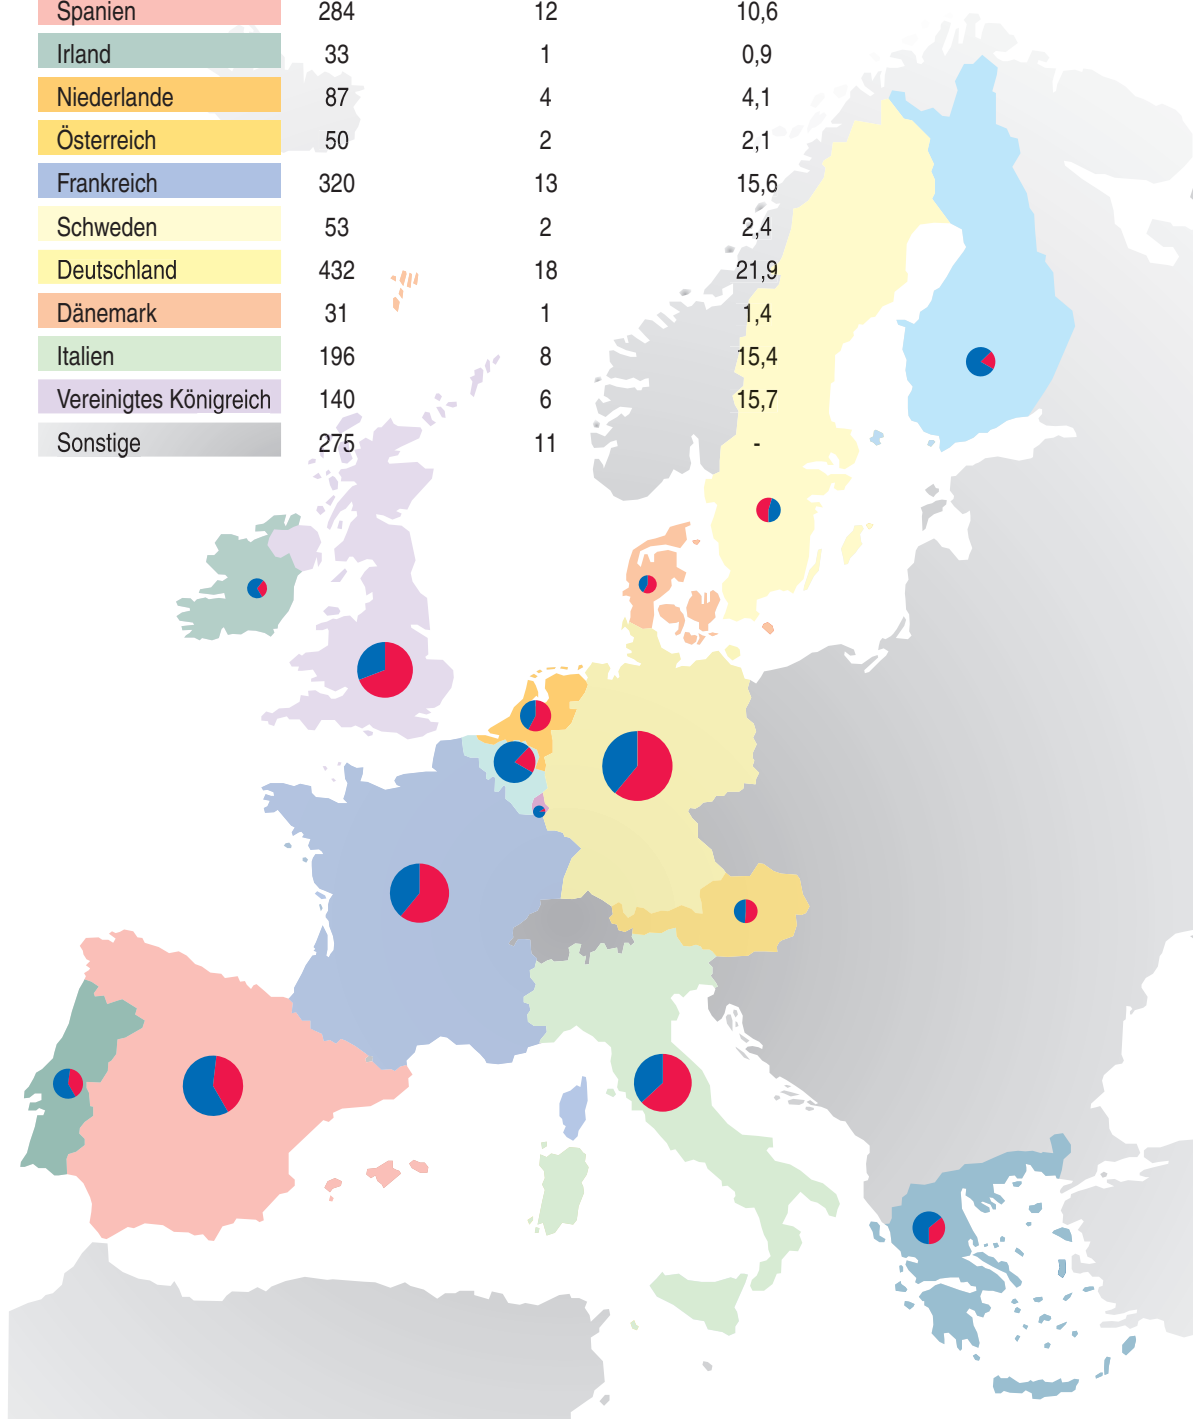 Spanien 284 12 10,6
Irland 33 1 0,9
Niederlande 87 4 4,1
Österreich 50 2 2,1
Frankreich 320 13 15,6
Schweden 53 2 2,4
Deutschland 432 18 21,9
Dänemark 31 1 1,4
Italien 196 8 15,4
Vereinigtes Königreich 140 6 15,7
Sonstige 275 11 -